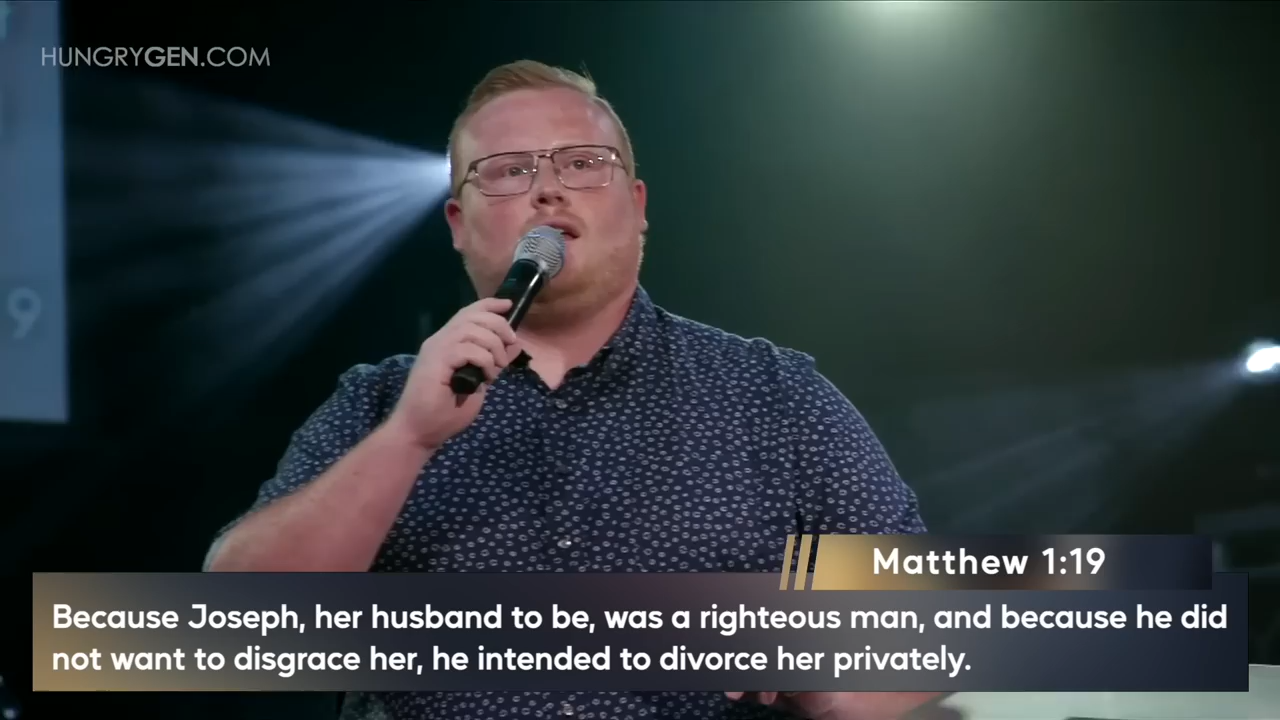 HUNGRYGEN.COM
9
Matthew 1:19
Because Joseph, her husband to be, was a righteous man, and because he did
not want to disgrace her, he intended to divorce her privately.